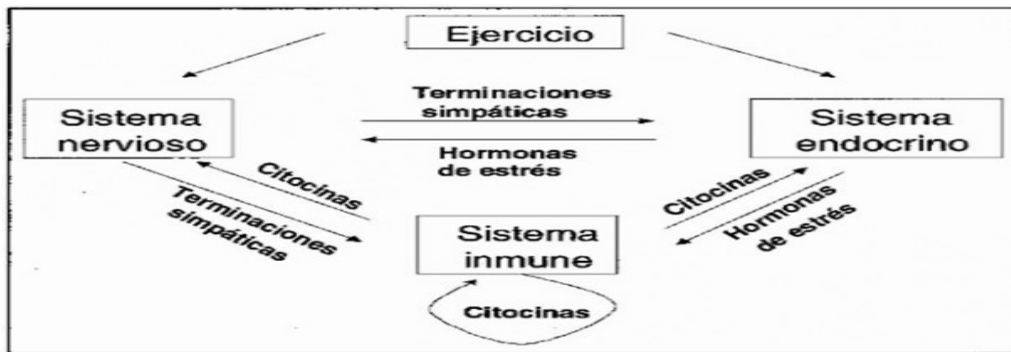 Ejercicio
Terminaciones
simpáticas
Sistema
nervioso
Sistema
endocrino
Hormonas
de estrés
Citocinas
Terminaciones
simpáticas
Citocinas
Hormonas
de estrés
Sistema
inmune
Citocinas